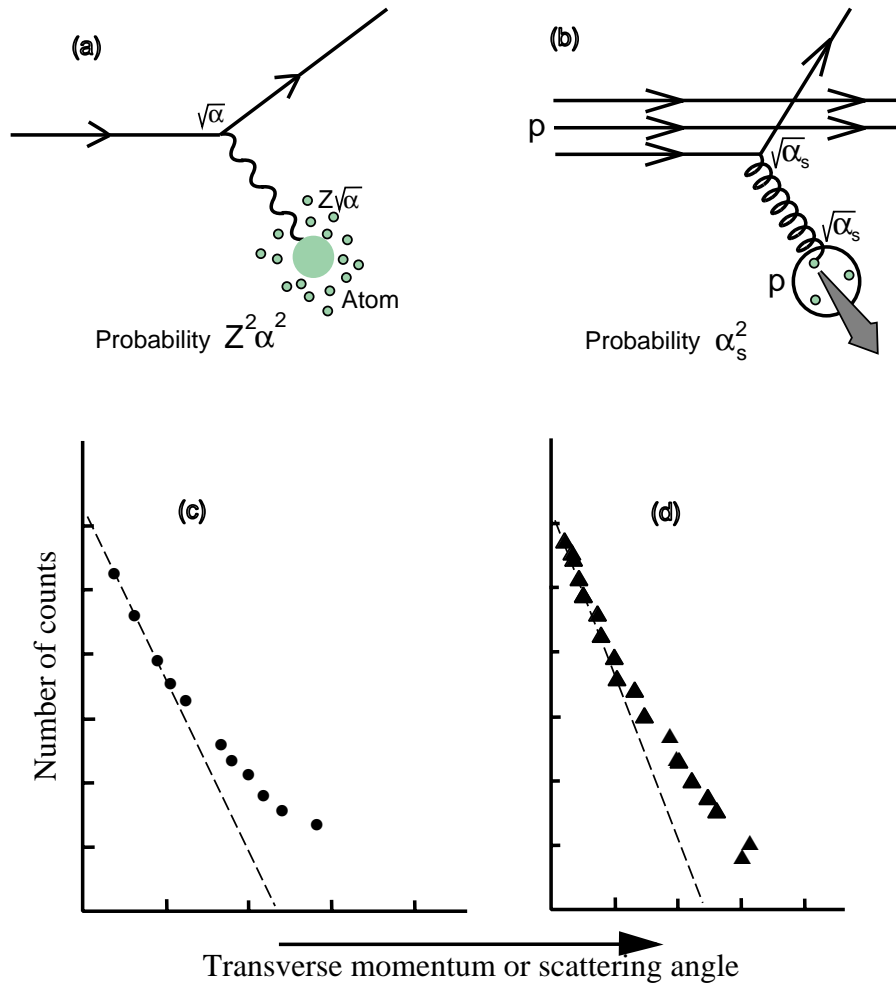 (a)
√α
Z√α
Atom
Probability Z²α²
(b)
p
√αₛ
√αₛ
p
Probability αₛ²
(c)
(d)
Number of counts
Transverse momentum or scattering angle